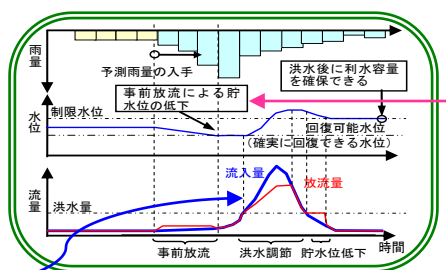 雨量
予測雨量の入手
洪水後に利水容量
を確保できる
事前放流による貯
水位の低下
水位
制限水位
回復可能水位
(確実に回復できる水位)
流入量
放流量
流量
洪水量
時間
事前放流
洪水調節
貯水位低下